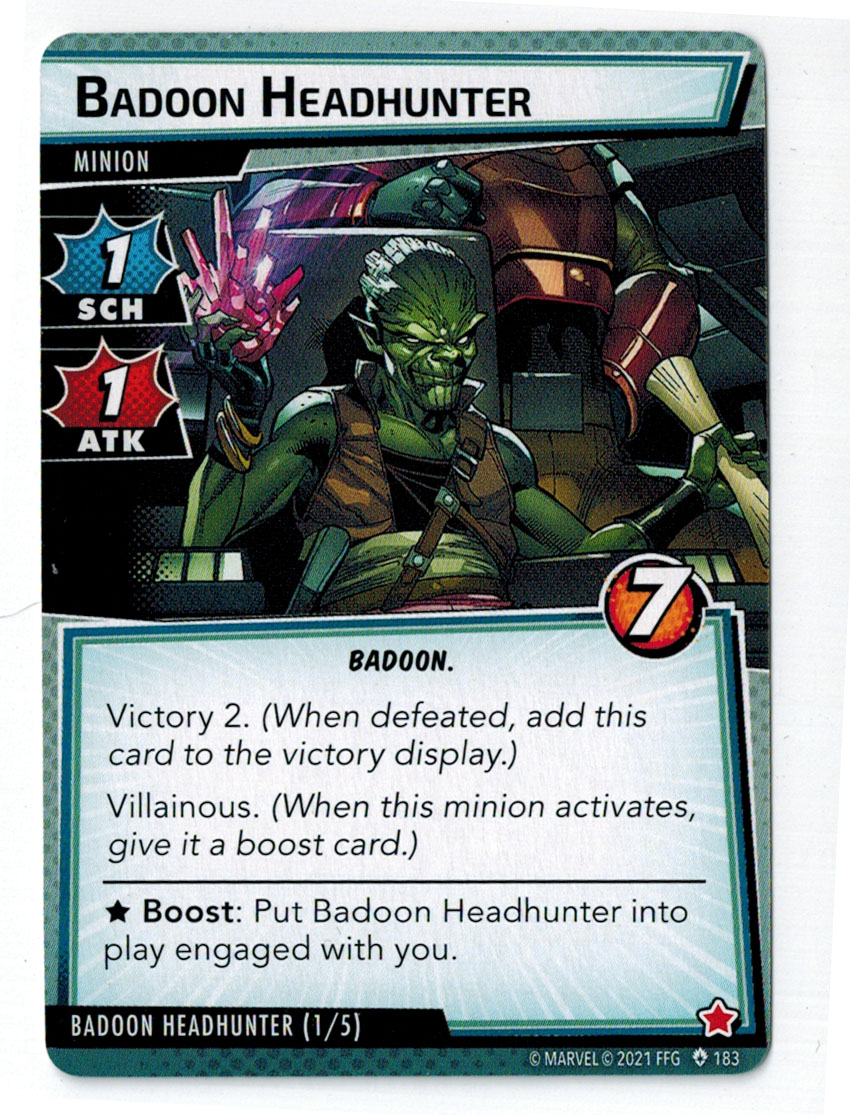 BADOON HEADHUNTER
MINION
1
SCH
1
ATK
7
BADOON.
Victory 2. (When defeated, add this
card to the victory display.)
Villainous. (When this minion activates,
give it a boost card.)
★ Boost: Put Badoon Headhunter into
play engaged with you.
BADOON HEADHUNTER (1/5)
© MARVEL © 2021 FFG 183